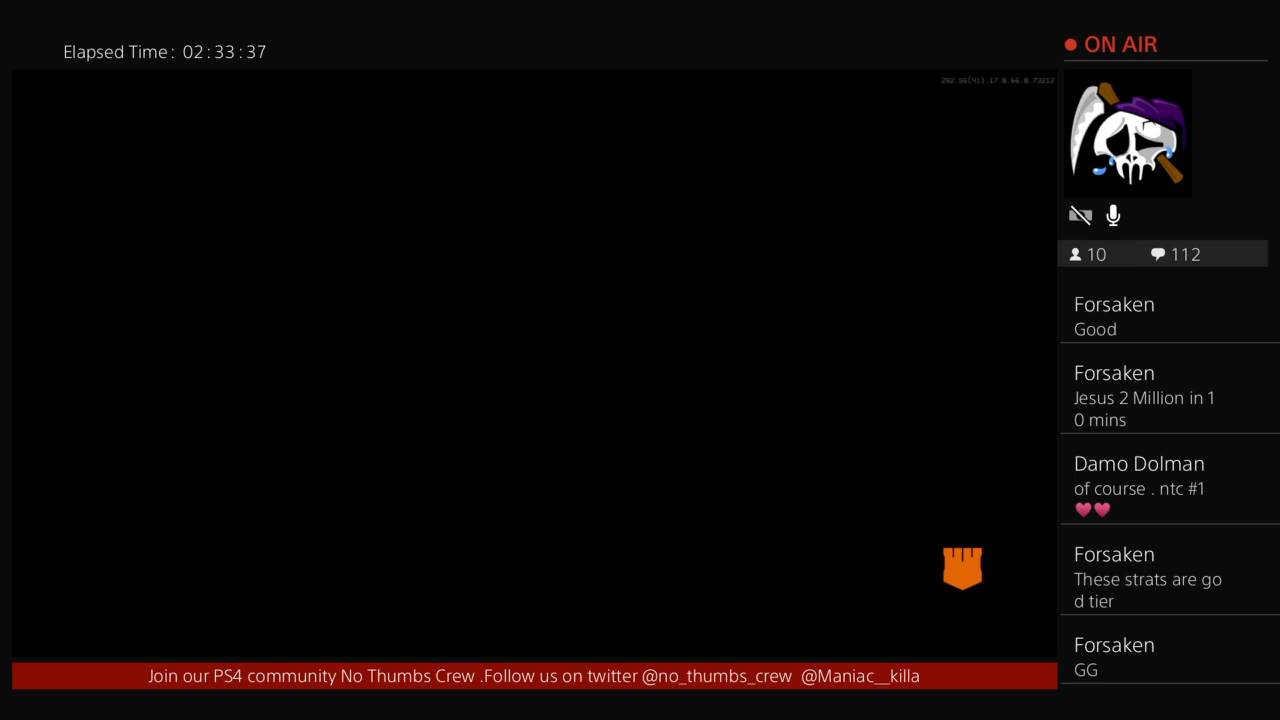 Elapsed Time: 02:33:37
ON AIR
10 112
Forsaken
Good
Forsaken
Jesus 2 Million in 1
0 mins
Damo Dolman
of course . ntc #1
Forsaken
These strats are go
d tier
Forsaken
GG
Join our PS4 community No Thumbs Crew .Follow us on twitter @no_thumbs_crew @Maniac__killa